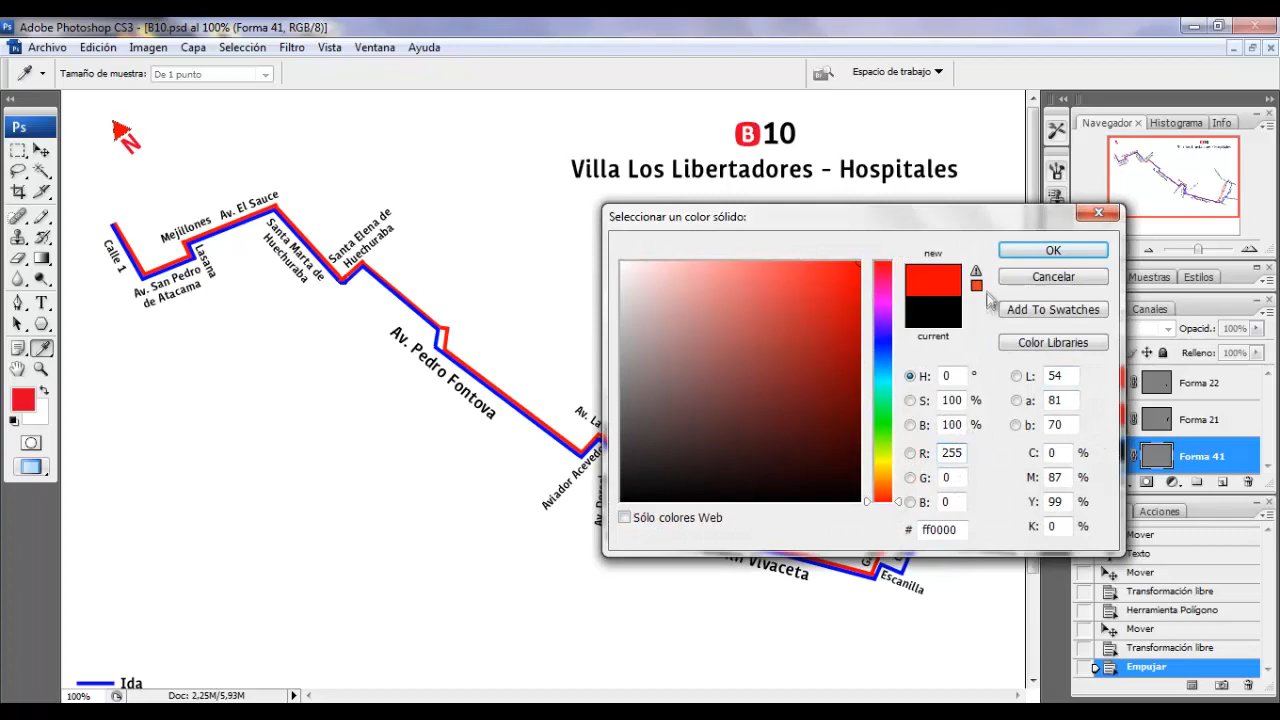 Adobe Photoshop CS3 - [B10.psd al 100% (Forma 41, RGB/8)]
Archivo Edición Imagen Capa Selección Filtro Vista Ventana Ayuda
Tamaño de muestra: De 1 punto
Espacio de trabajo
Ps
N
B10
Villa Los Libertadores - Hospitales
Calle 1
Av. San Pedro
de Atacama
Lasana
Mejillones
Av. El Sauce
Santa Marta de
Huechuraba
Santa Elena de
Huechuraba
Av. Pedro Fontova
Av. La
Aviador Acevedo
Vivaceta
Escanilla
Ida
100%
Doc: 2,25M/5,93M
Seleccionar un color sólido:
new
current
OK
Cancelar
Add To Swatches
Color Libraries
H: 0 °
S: 100 %
B: 100 %
R: 255
G: 0
B: 0
# ff0000
L: 54
a: 81
b: 70
C: 0 %
M: 87 %
Y: 99 %
K: 0 %
Sólo colores Web
Navegador Histograma Info
Muestras Estilos
Canales
Opacid.: 100%
Relleno: 100%
Forma 22
Forma 21
Forma 41
Acciones
Mover
Texto
Mover
Transformación libre
Herramienta Polígono
Mover
Transformación libre
Empujar